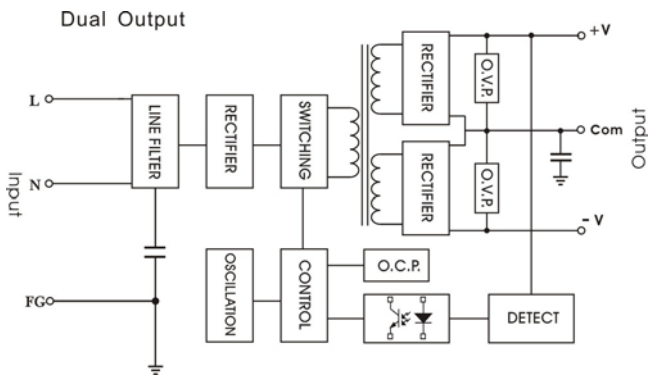 Dual Output
L
N
FG
Input
LINE FILTER
RECTIFIER
SWITCHING
RECTIFIER
RECTIFIER
O.V.P.
O.V.P.
+V
Com
- V
Output
OSCILLATION
CONTROL
O.C.P.
DETECT